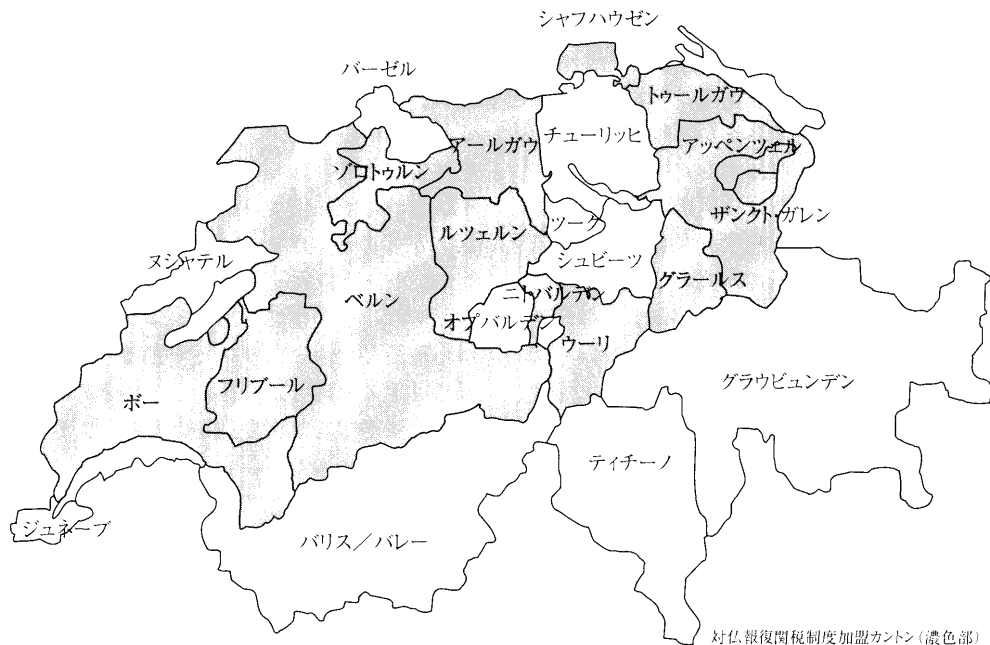 シャフハウゼン
バーゼル
トゥールガウ
チューリッヒ
アールガウ
アッペンツェル
ゾロトゥルン
ザンクト・ガレン
ツーク
ルツェルン
シュビーツ
ヌシャテル
グラールス
ニトバルデン
ベルン
オプバルデン
ウーリ
グラウビュンデン
フリブール
ボー
ティチーノ
ジュネーブ
バリス／バレー
対仏報復関税制度加盟カントン（濃色部）